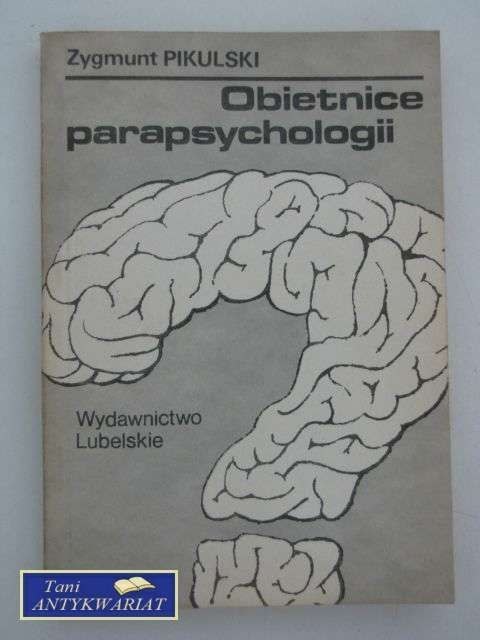 Zygmunt PIKULSKI
Obietnice
parapsychologii
Wydawnictwo
Lubelskie
Tani
ANTYKWARIAT